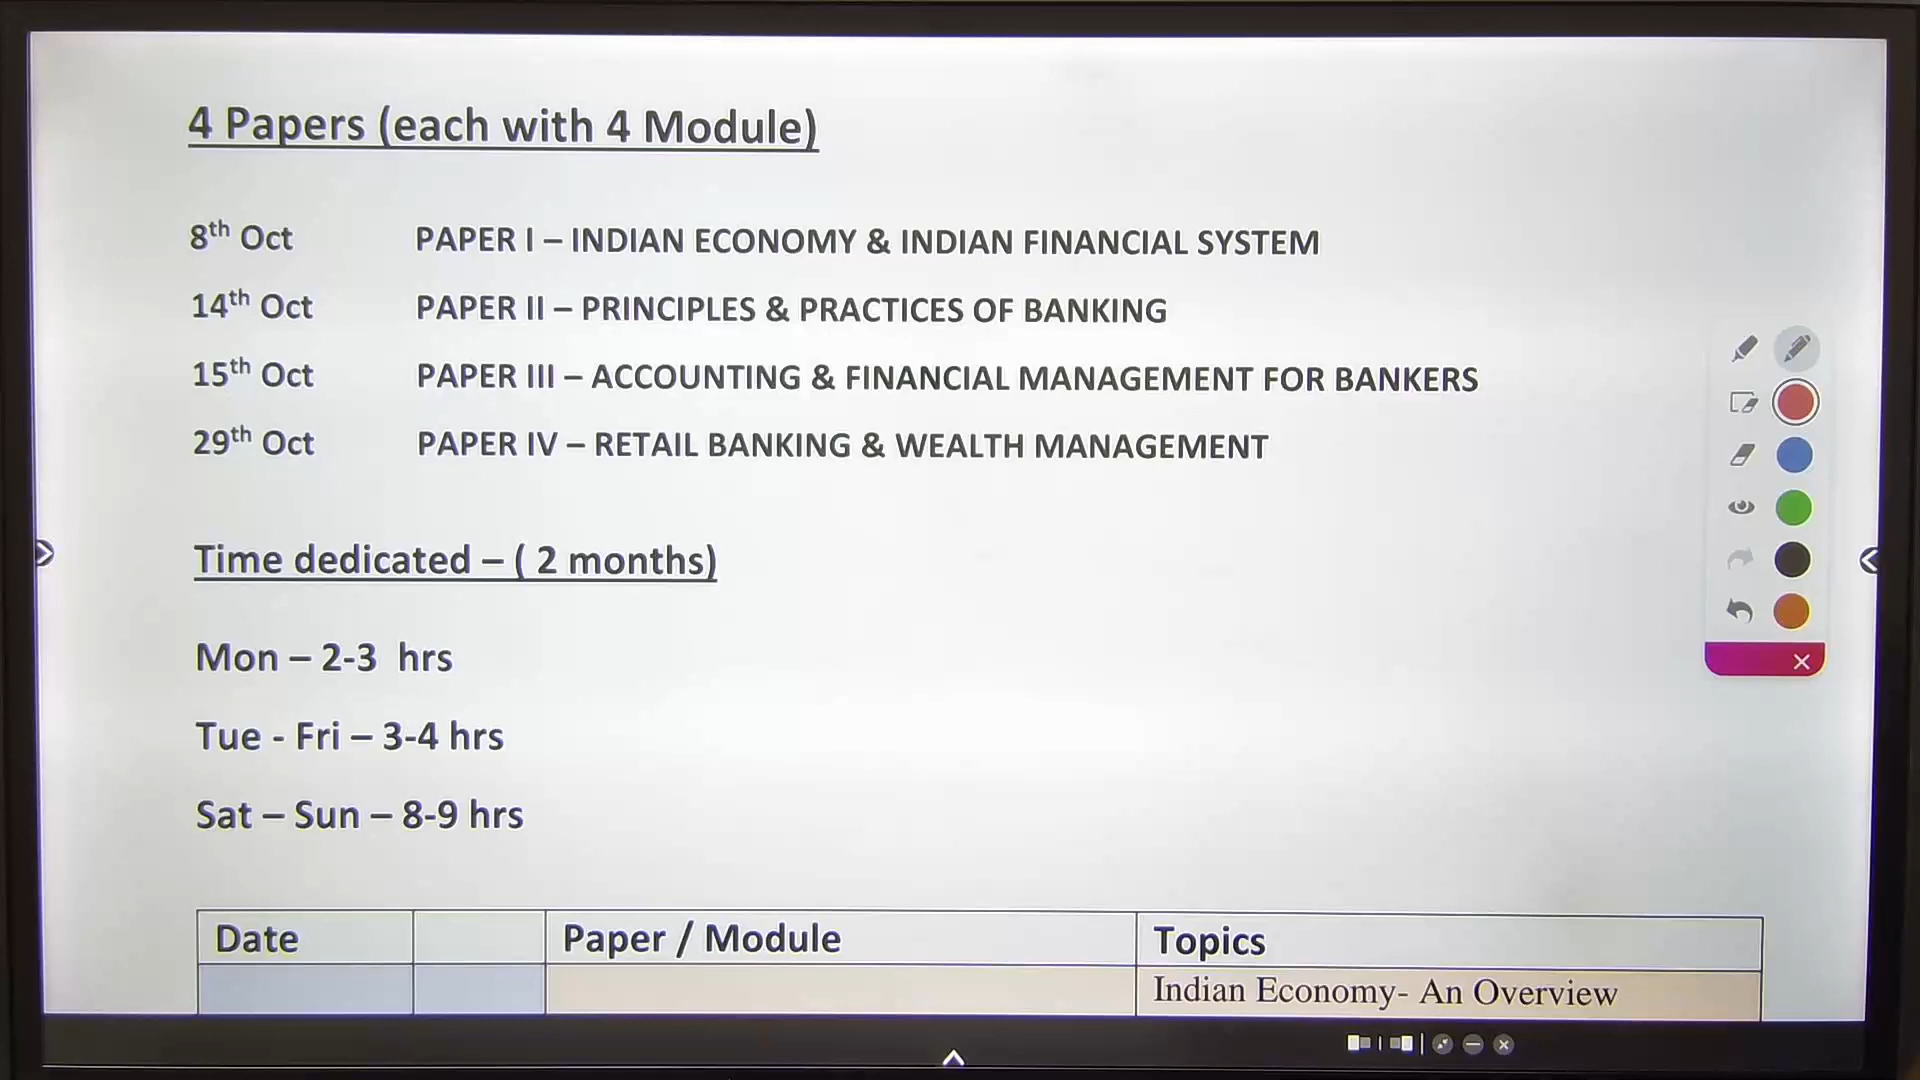 4 Papers (each with 4 Module)
8th Oct PAPER I – INDIAN ECONOMY & INDIAN FINANCIAL SYSTEM
14th Oct PAPER II – PRINCIPLES & PRACTICES OF BANKING
15th Oct PAPER III – ACCOUNTING & FINANCIAL MANAGEMENT FOR BANKERS
29th Oct PAPER IV – RETAIL BANKING & WEALTH MANAGEMENT
Time dedicated – ( 2 months)
Mon – 2-3 hrs
Tue - Fri – 3-4 hrs
Sat – Sun – 8-9 hrs
Date Paper / Module Topics
Indian Economy- An Overview